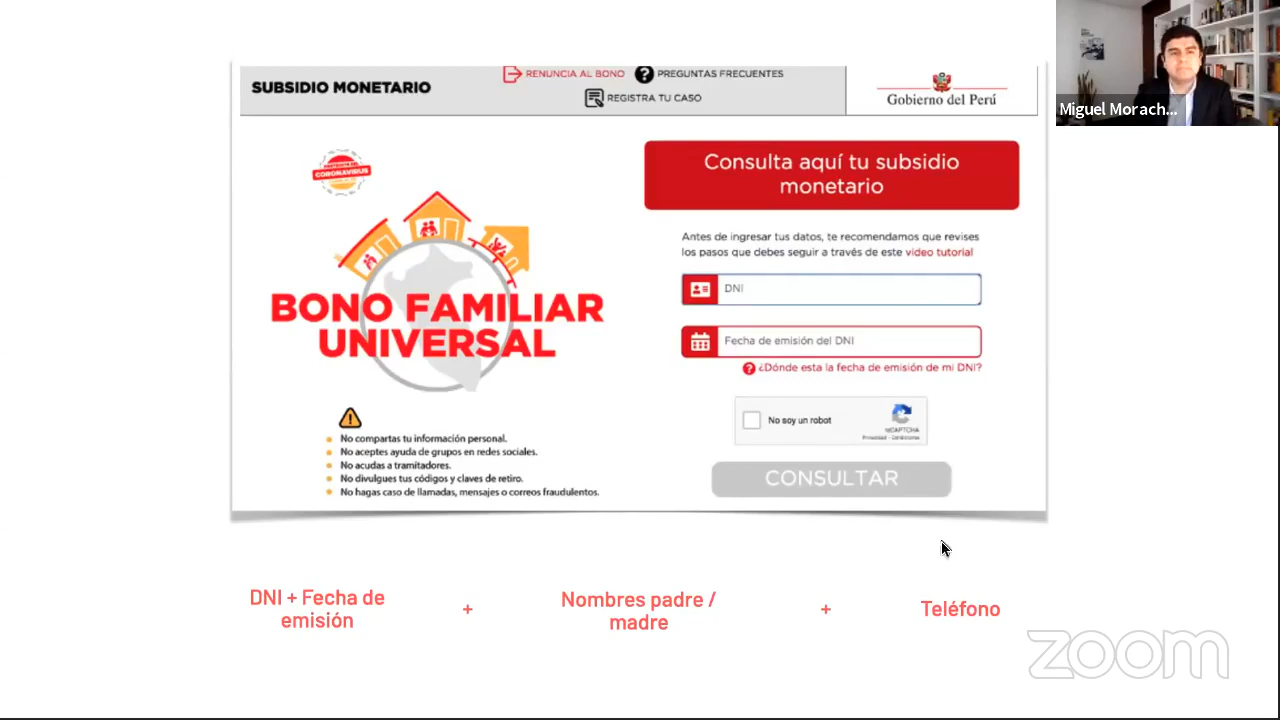 SUBSIDIO MONETARIO
RENUNCIA AL BONO
? PREGUNTAS FRECUENTES
REGISTRA TU CASO
Gobierno del Perú
Miguel Morach...
CORONAVIRUS
BONO FAMILIAR
UNIVERSAL
No compartas tu información personal.
No aceptes ayuda de grupos en redes sociales.
No acudas a tramitadores.
No divulgues tus códigos y claves de retiro.
No hagas caso de llamadas, mensajes o correos fraudulentos.
Consulta aquí tu subsidio
monetario
Antes de ingresar tus datos, te recomendamos que revises
los pasos que debes seguir a través de este video tutorial
DNI
Fecha de emisión del DNI
? ¿Dónde esta la fecha de emisión de mi DNI?
No soy un robot
reCAPTCHA
Privacidad - Condiciones
CONSULTAR
DNI + Fecha de
emisión
+
Nombres padre /
madre
+
Teléfono
zoom